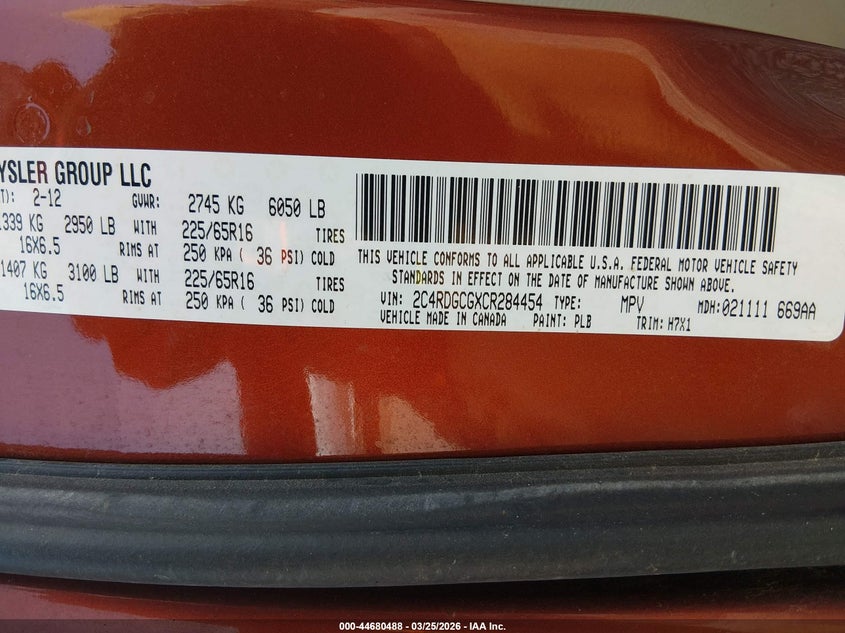 YSLER GROUP LLC
T): 2-12 GVWR: 2745 KG 6050 LB
1339 KG 2950 LB WITH 225/65R16 TIRES
16X6.5 RIMS AT 250 KPA ( 36 PSI) COLD
1407 KG 3100 LB WITH 225/65R16 TIRES
16X6.5 RIMS AT 250 KPA ( 36 PSI) COLD
THIS VEHICLE CONFORMS TO ALL APPLICABLE U.S.A. FEDERAL MOTOR VEHICLE SAFETY
STANDARDS IN EFFECT ON THE DATE OF MANUFACTURE SHOWN ABOVE.
VIN: 2C4RDGCGXCR284454 TYPE: MPV MDH:021111 669AA
VEHICLE MADE IN CANADA PAINT: PLB TRIM: H7X1
000-44680488 - 03/25/2026 - IAA Inc.